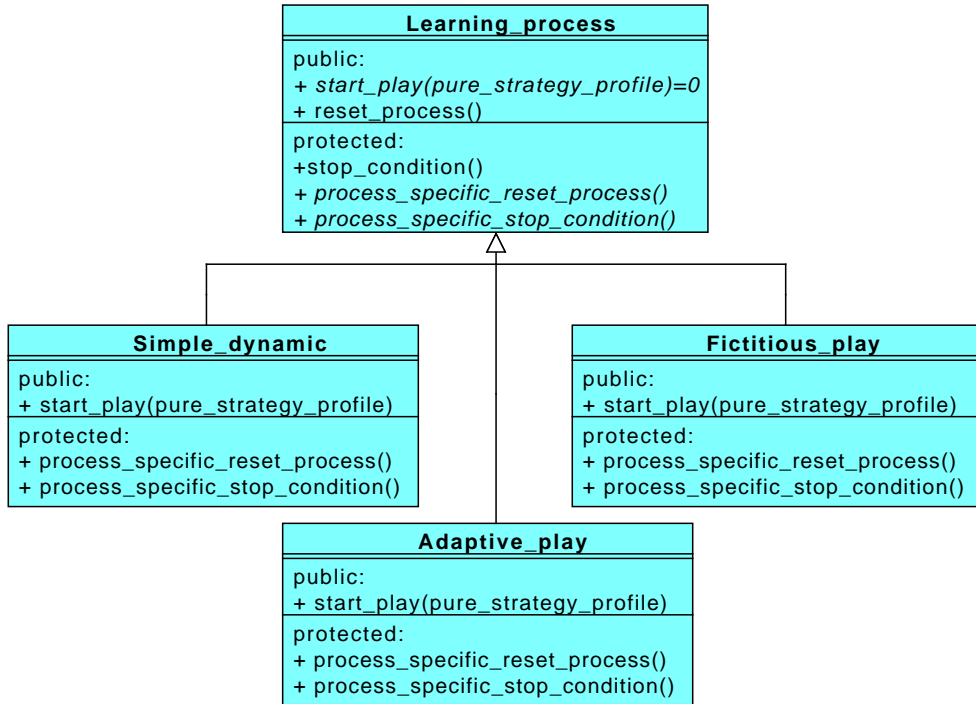 Learning_process
public:
+ start_play(pure_strategy_profile)=0
+ reset_process()
protected:
+stop_condition()
+ process_specific_reset_process()
+ process_specific_stop_condition()
Simple_dynamic
public:
+ start_play(pure_strategy_profile)
protected:
+ process_specific_reset_process()
+ process_specific_stop_condition()
Fictitious_play
public:
+ start_play(pure_strategy_profile)
protected:
+ process_specific_reset_process()
+ process_specific_stop_condition()
Adaptive_play
public:
+ start_play(pure_strategy_profile)
protected:
+ process_specific_reset_process()
+ process_specific_stop_condition()